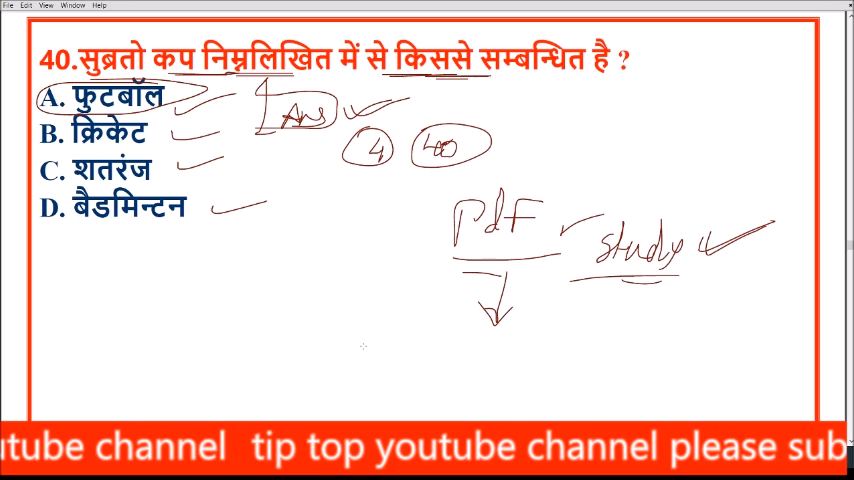 File Edit View Window Help
40.सुब्रतो कप निम्नलिखित में से किससे सम्बन्धित है ?
A. फुटबॉल
Ans
B. क्रिकेट
4 40
C. शतरंज
D. बैडमिन्टन
PdF
study
utube channel tip top youtube channel please sub